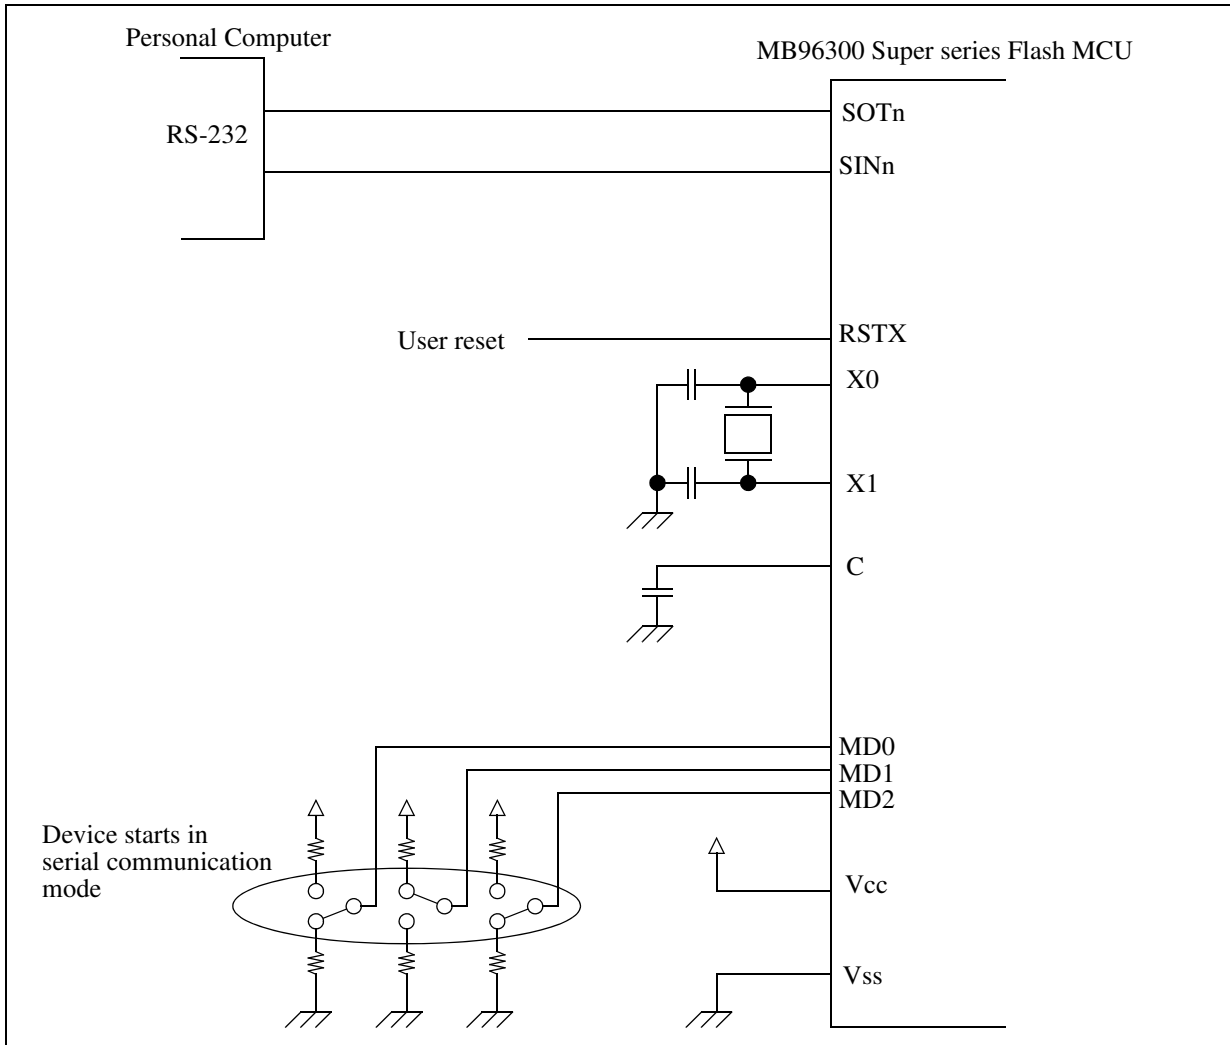 Personal Computer
MB96300 Super series Flash MCU
RS-232
SOTn
SINn
User reset
RSTX
X0
X1
C
MD0
MD1
MD2
Device starts in
serial communication
mode
Vcc
Vss